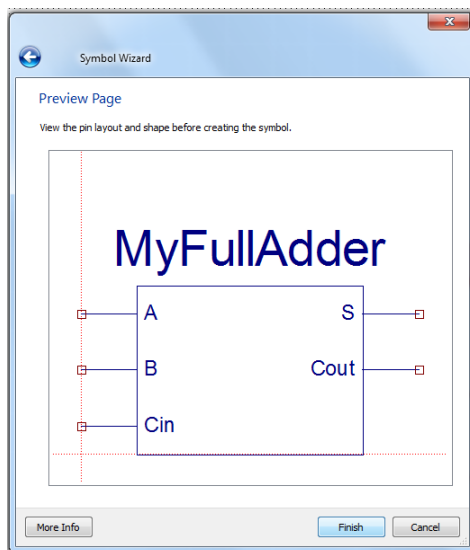 Symbol Wizard
Preview Page
View the pin layout and shape before creating the symbol.
MyFullAdder
A S
B Cout
Cin
More Info Finish Cancel